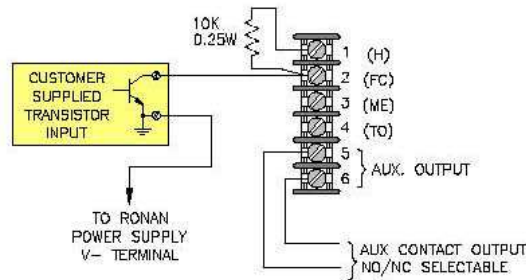 10K
0.25W
CUSTOMER
SUPPLIED
TRANSISTOR
INPUT
1 (H)
2 (FC)
3 (ME)
4 (TO)
5
6
AUX. OUTPUT
TO RONAN
POWER SUPPLY
V- TERMINAL
AUX CONTACT OUTPUT
NO/NC SELECTABLE